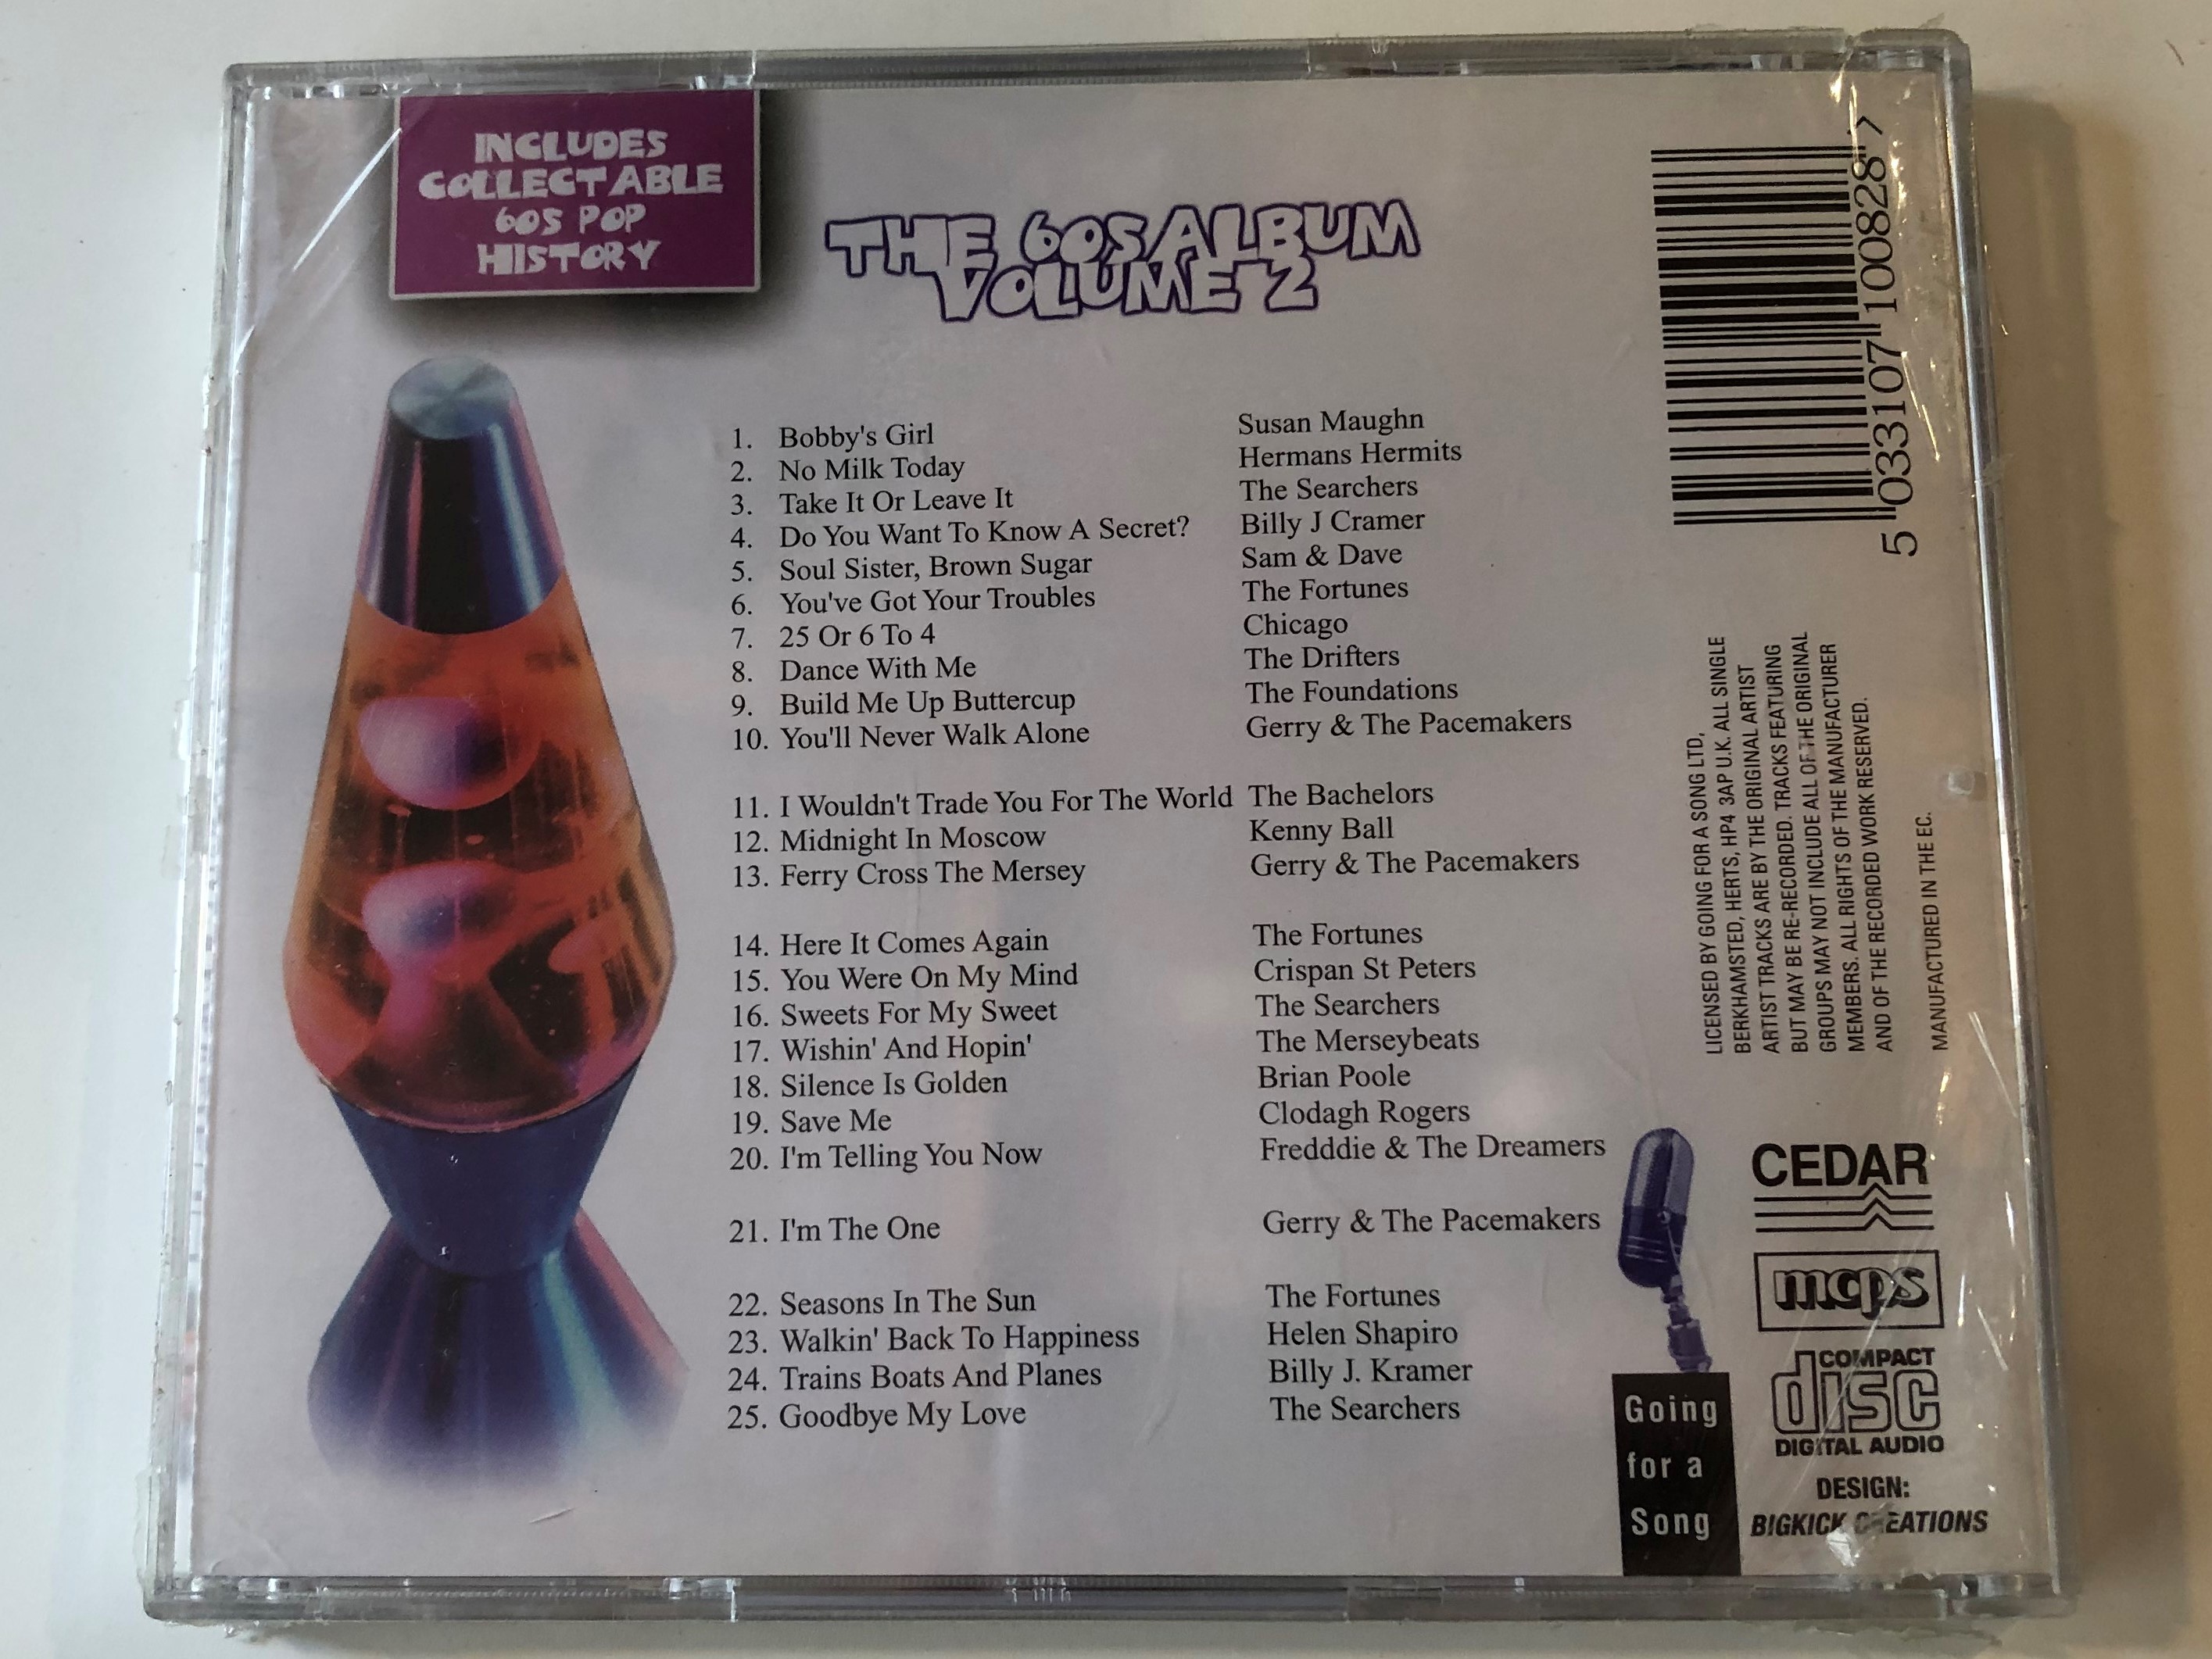 INCLUDES
COLLECTABLE
60S POP
HISTORY
THE 60S ALBUM
VOLUME 2
1. Bobby's Girl Susan Maughn
2. No Milk Today Hermans Hermits
3. Take It Or Leave It The Searchers
4. Do You Want To Know A Secret? Billy J Cramer
5. Soul Sister, Brown Sugar Sam & Dave
6. You've Got Your Troubles The Fortunes
7. 25 Or 6 To 4 Chicago
8. Dance With Me The Drifters
9. Build Me Up Buttercup The Foundations
10. You'll Never Walk Alone Gerry & The Pacemakers
11. I Wouldn't Trade You For The World The Bachelors
12. Midnight In Moscow Kenny Ball
13. Ferry Cross The Mersey Gerry & The Pacemakers
14. Here It Comes Again The Fortunes
15. You Were On My Mind Crispan St Peters
16. Sweets For My Sweet The Searchers
17. Wishin' And Hopin' The Merseybeats
18. Silence Is Golden Brian Poole
19. Save Me Clodagh Rogers
20. I'm Telling You Now Fredddie & The Dreamers
21. I'm The One Gerry & The Pacemakers
22. Seasons In The Sun The Fortunes
23. Walkin' Back To Happiness Helen Shapiro
24. Trains Boats And Planes Billy J. Kramer
25. Goodbye My Love The Searchers
5 033107 100828 >
LICENSED BY GOING FOR A SONG LTD,
BERKHAMSTED, HERTS, HP4 3AP U.K. ALL SINGLE
ARTIST TRACKS ARE BY THE ORIGINAL ARTIST
BUT MAY BE RE-RECORDED. TRACKS FEATURING
GROUPS MAY NOT INCLUDE ALL OF THE ORIGINAL
MEMBERS. ALL RIGHTS OF THE MANUFACTURER
AND OF THE RECORDED WORK RESERVED.
MANUFACTURED IN THE EC.
CEDAR
mcps
COMPACT
disc
DIGITAL AUDIO
DESIGN:
BIGKICK CREATIONS
Going
for a
Song